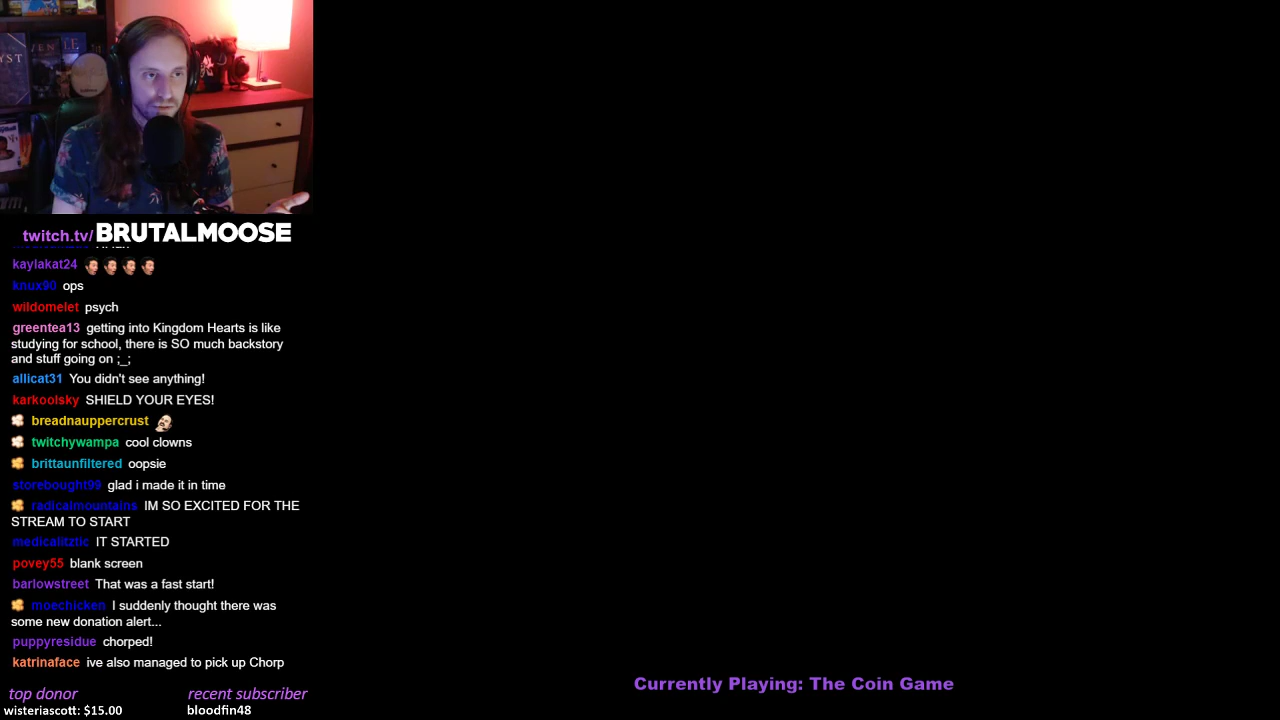 YST
twitch.tv/BRUTALMOOSE
kaylakat24
knux90 ops
wildomelet psych
greentea13 getting into Kingdom Hearts is like
studying for school, there is SO much backstory
and stuff going on ;_;
allicat31 You didn't see anything!
karkoolsky SHIELD YOUR EYES!
breadnauppercrust
twitchywampa cool clowns
brittaunfiltered oopsie
storebought99 glad i made it in time
radicalmountains IM SO EXCITED FOR THE
STREAM TO START
medicalitztic IT STARTED
povey55 blank screen
barlowstreet That was a fast start!
moechicken I suddenly thought there was
some new donation alert...
puppyresidue chorped!
katrinaface ive also managed to pick up Chorp
Currently Playing: The Coin Game
top donor recent subscriber
wisteriascott: $15.00 bloodfin48